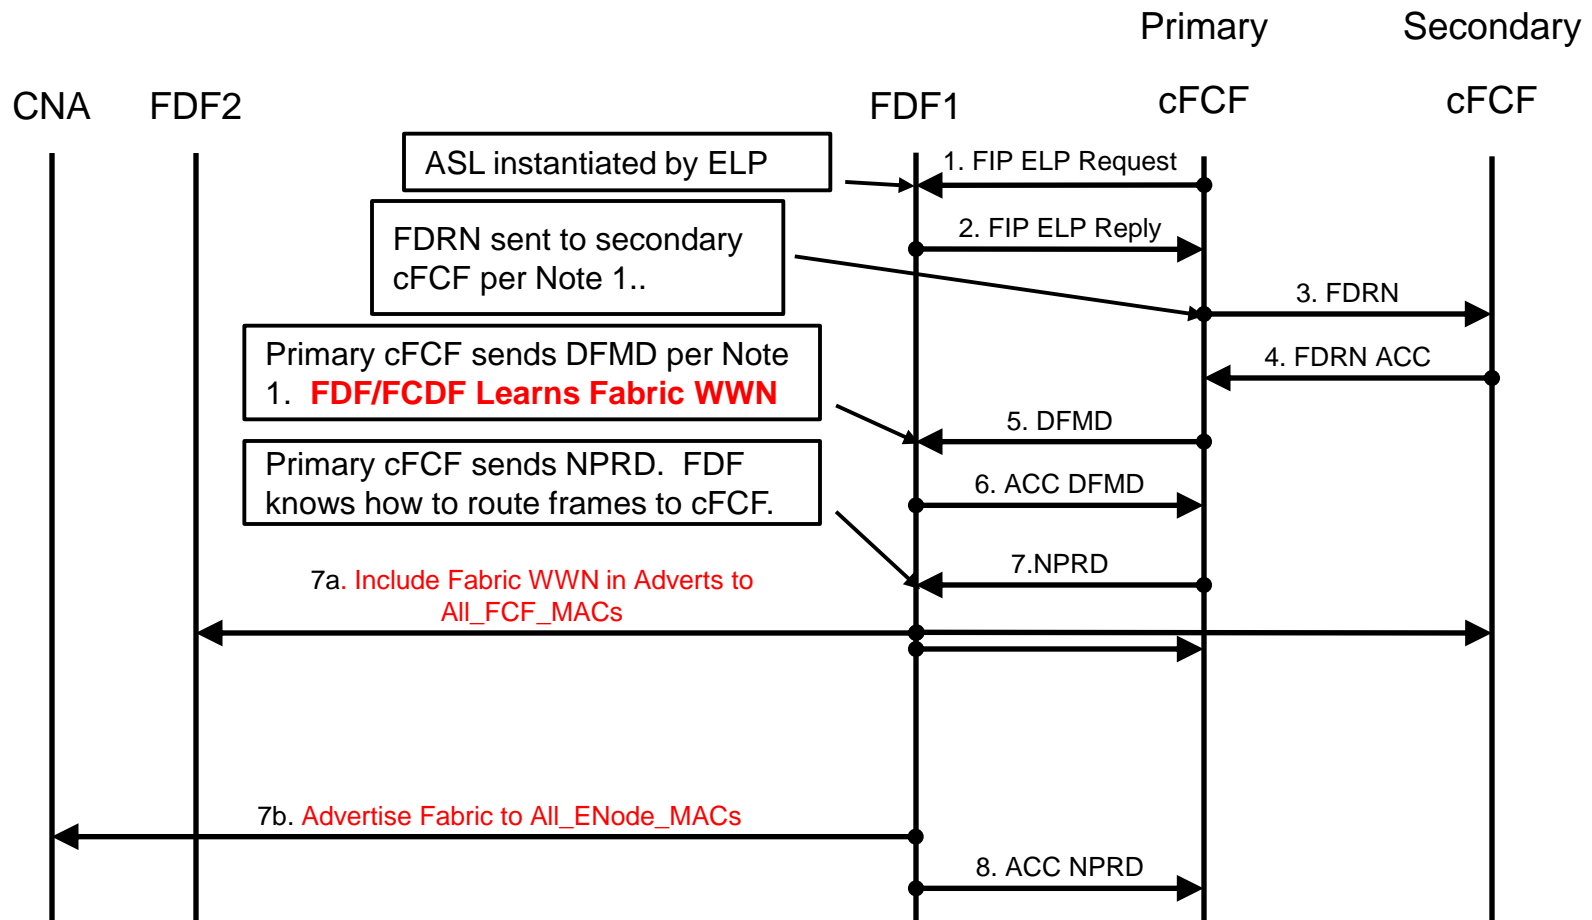 Primary
Secondary
CNA
FDF2
FDF1
cFCF
cFCF
ASL instantiated by ELP
1. FIP ELP Request
FDRN sent to secondary
cFCF per Note 1..
2. FIP ELP Reply
3. FDRN
Primary cFCF sends DFMD per Note
1. FDF/FCDF Learns Fabric WWN
4. FDRN ACC
5. DFMD
Primary cFCF sends NPRD. FDF
knows how to route frames to cFCF.
6. ACC DFMD
7.NPRD
7a. Include Fabric WWN in Adverts to
All_FCF_MACs
7b. Advertise Fabric to All_ENode_MACs
8. ACC NPRD